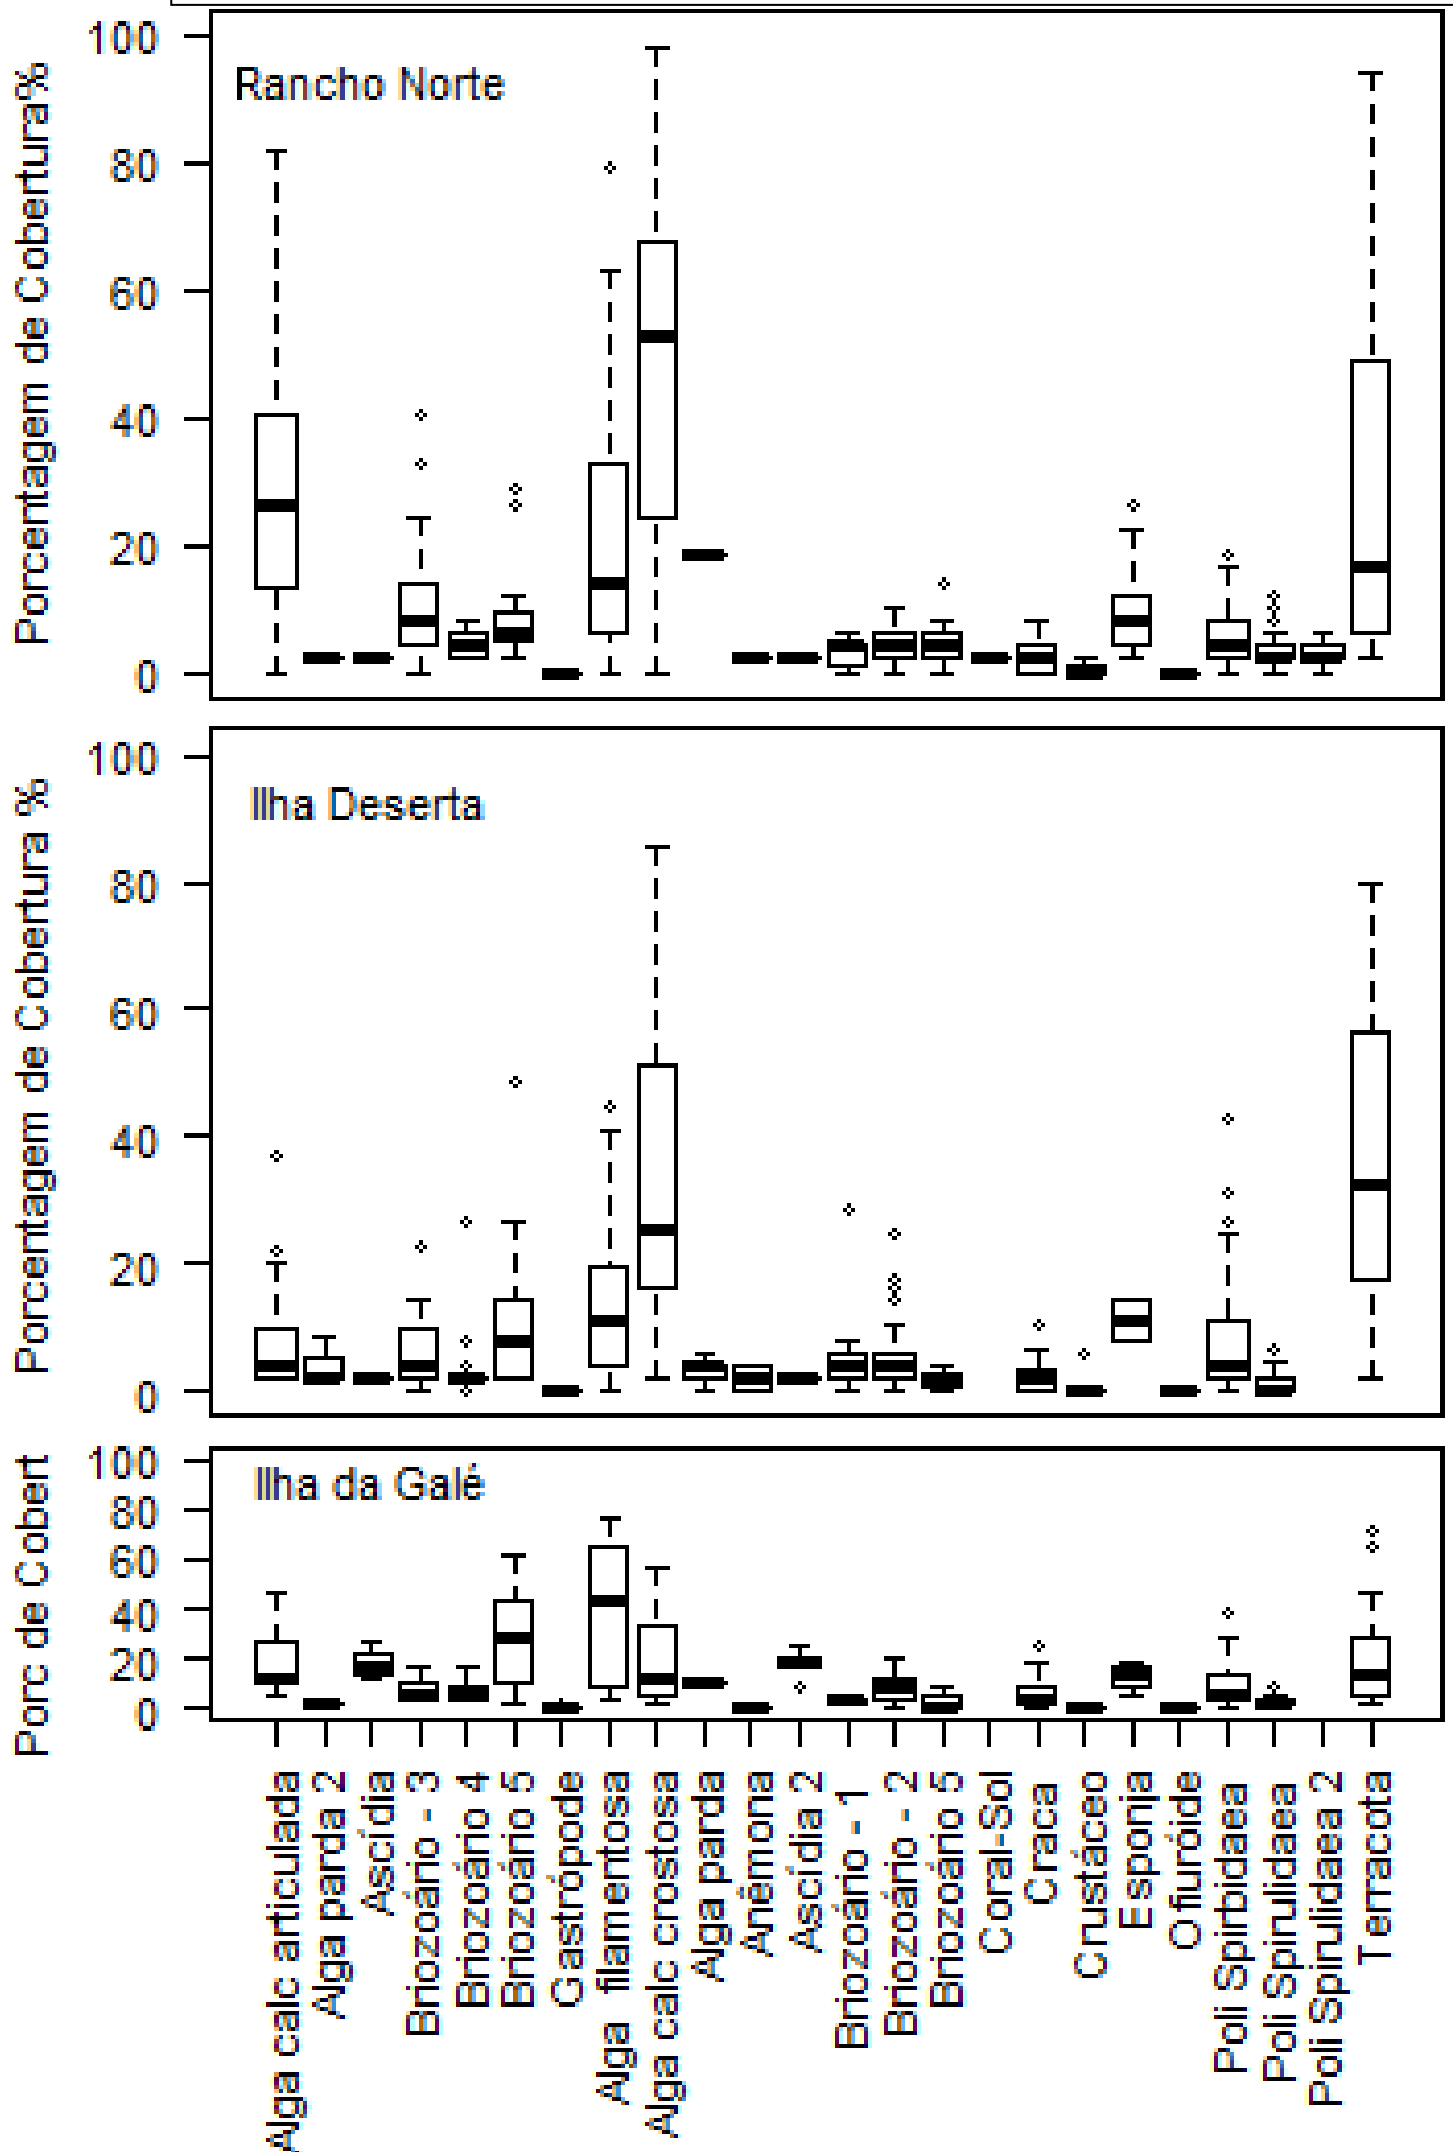 Porcentagem de Cobertura%
100
80
60
40
20
0
Rancho Norte
Porcentagem de Cobertura %
100
80
60
40
20
0
Ilha Deserta
Porc de Cobert
100
80
60
40
20
0
Ilha da Galé
Alga calc articulada
Alga parda 2
Ascídia
Briozoário - 3
Briozoário 4
Briozoário 5
Gastrópode
Alga filamentosa
Alga calc crostossa
Alga parda
Anêmona
Ascídia 2
Briozoário - 1
Briozoário - 2
Briozoário 5
Coral-Sol
Craca
Crustáceo
Esponja
Ofiuróide
Poli Spirbidaea
Poli Spirulidaea
Poli Spirulidaea 2
Terracota